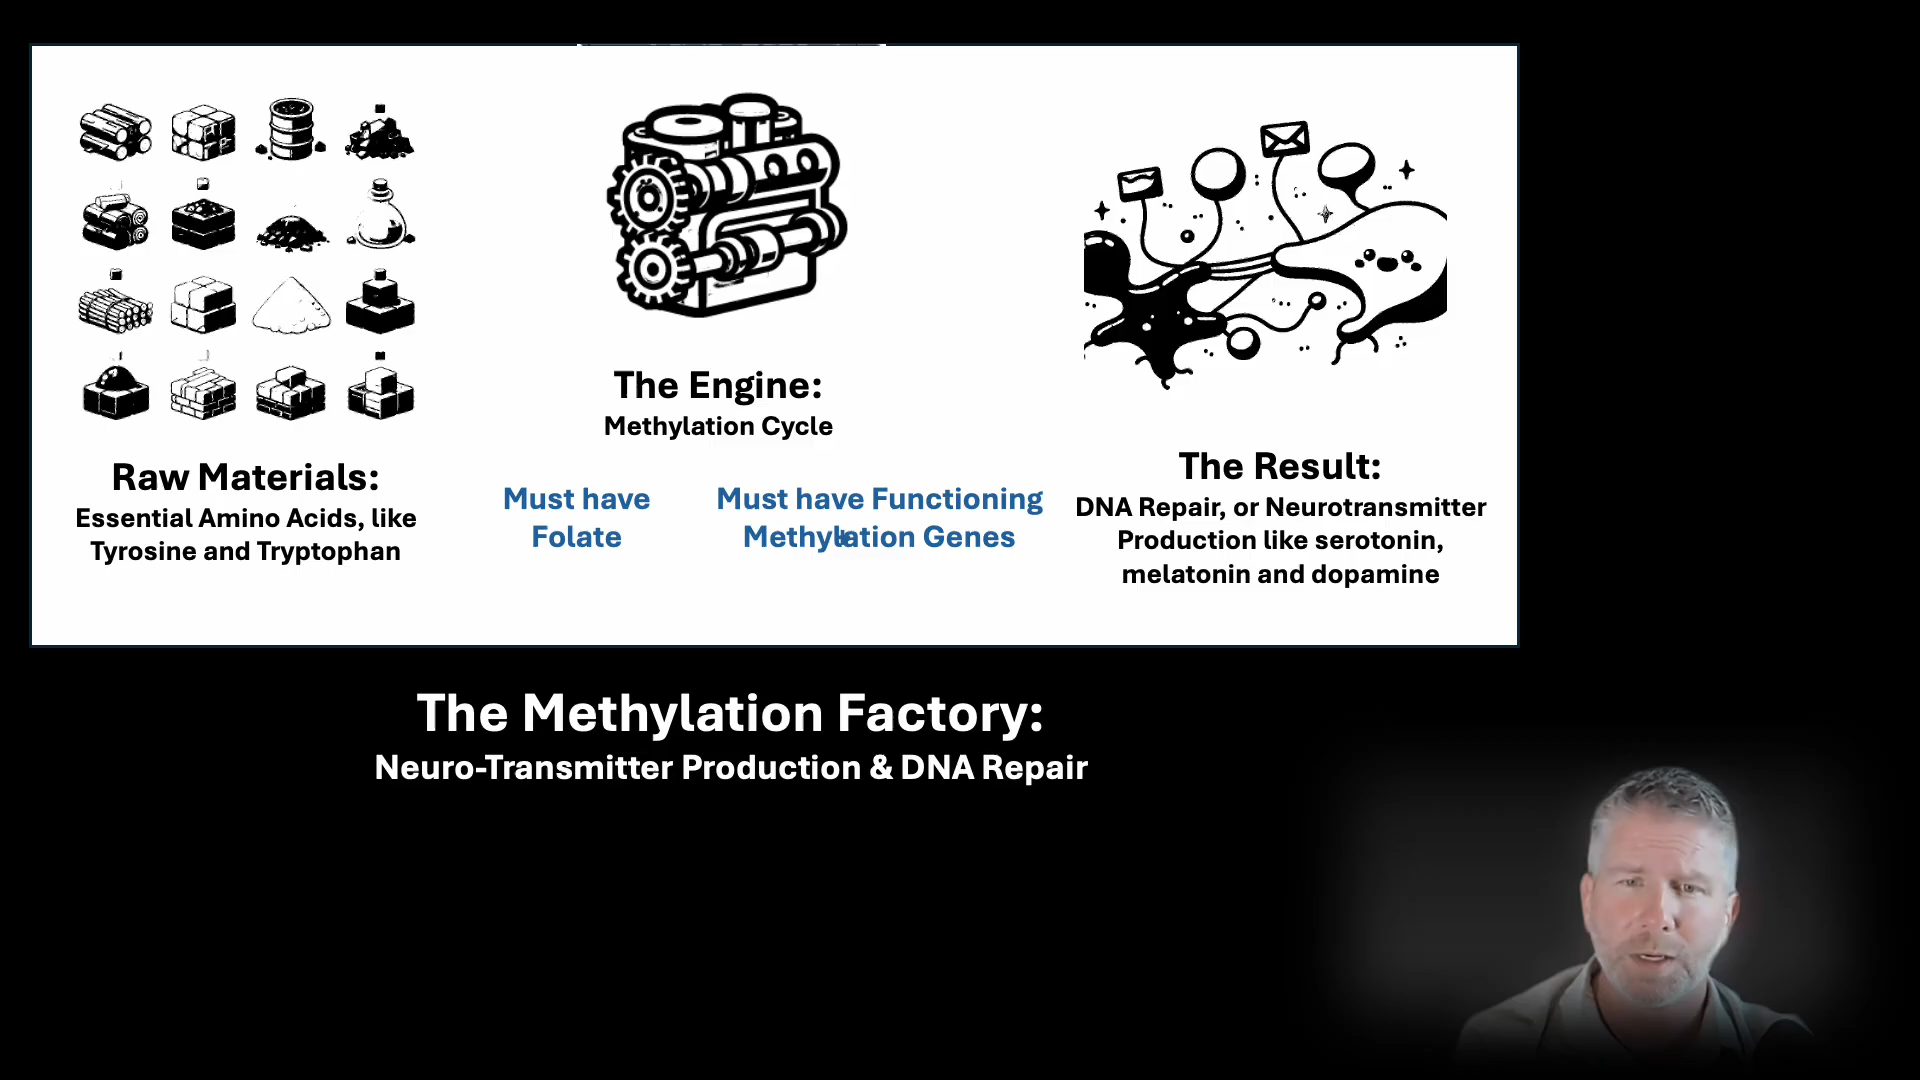 Raw Materials:
Essential Amino Acids, like
Tyrosine and Tryptophan
The Engine:
Methylation Cycle
Must have
Folate
Must have Functioning
Methylation Genes
The Result:
DNA Repair, or Neurotransmitter
Production like serotonin,
melatonin and dopamine
The Methylation Factory:
Neuro-Transmitter Production & DNA Repair